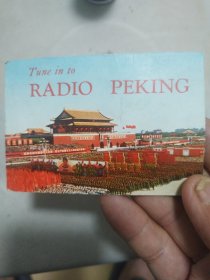 Tune in to
RADIO PEKING